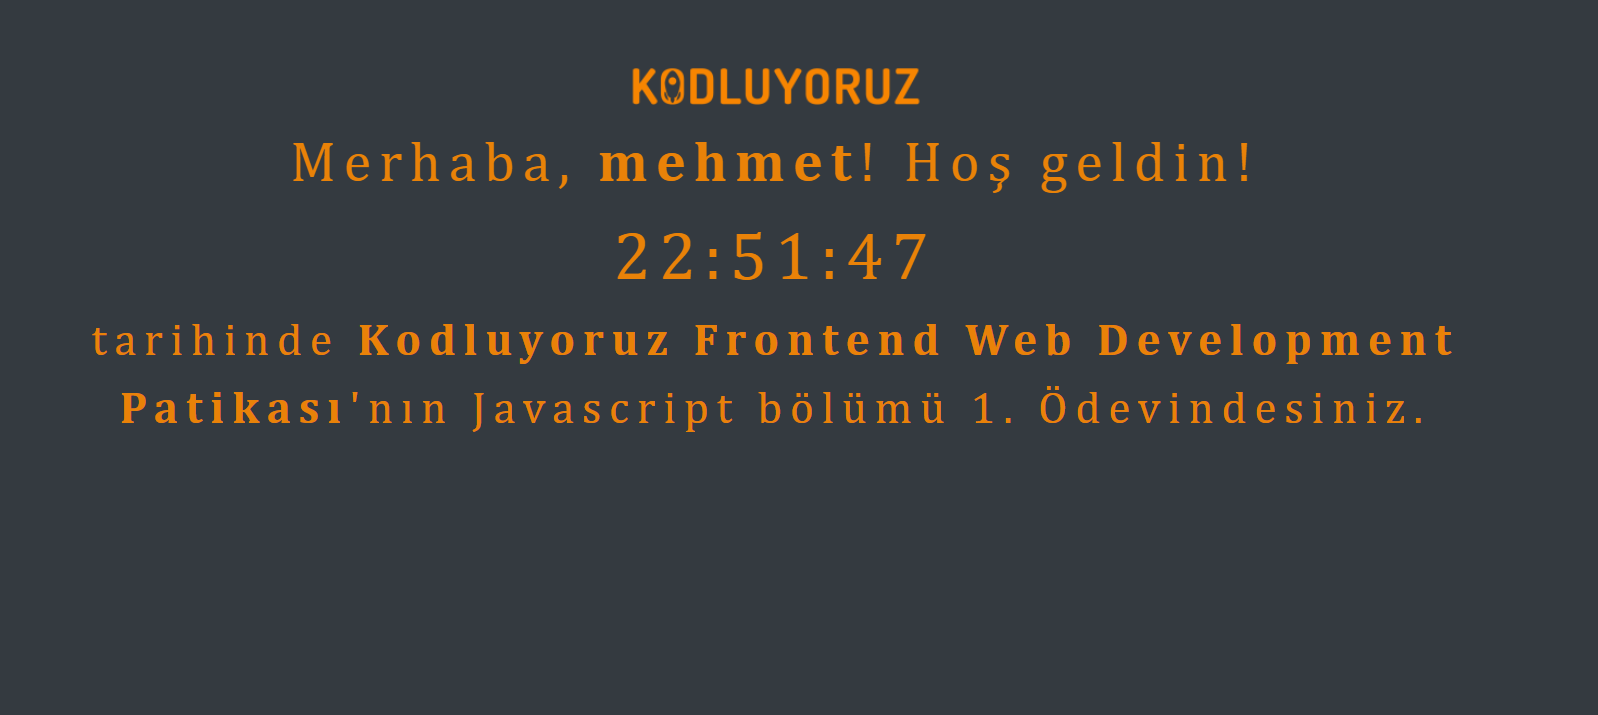 KODLUYORUZ
Merhaba, mehmet! Hoş geldin!
22:51:47
tarihinde Kodluyoruz Frontend Web Development
Patikası'nın Javascript bölümü 1. Ödevindesiniz.